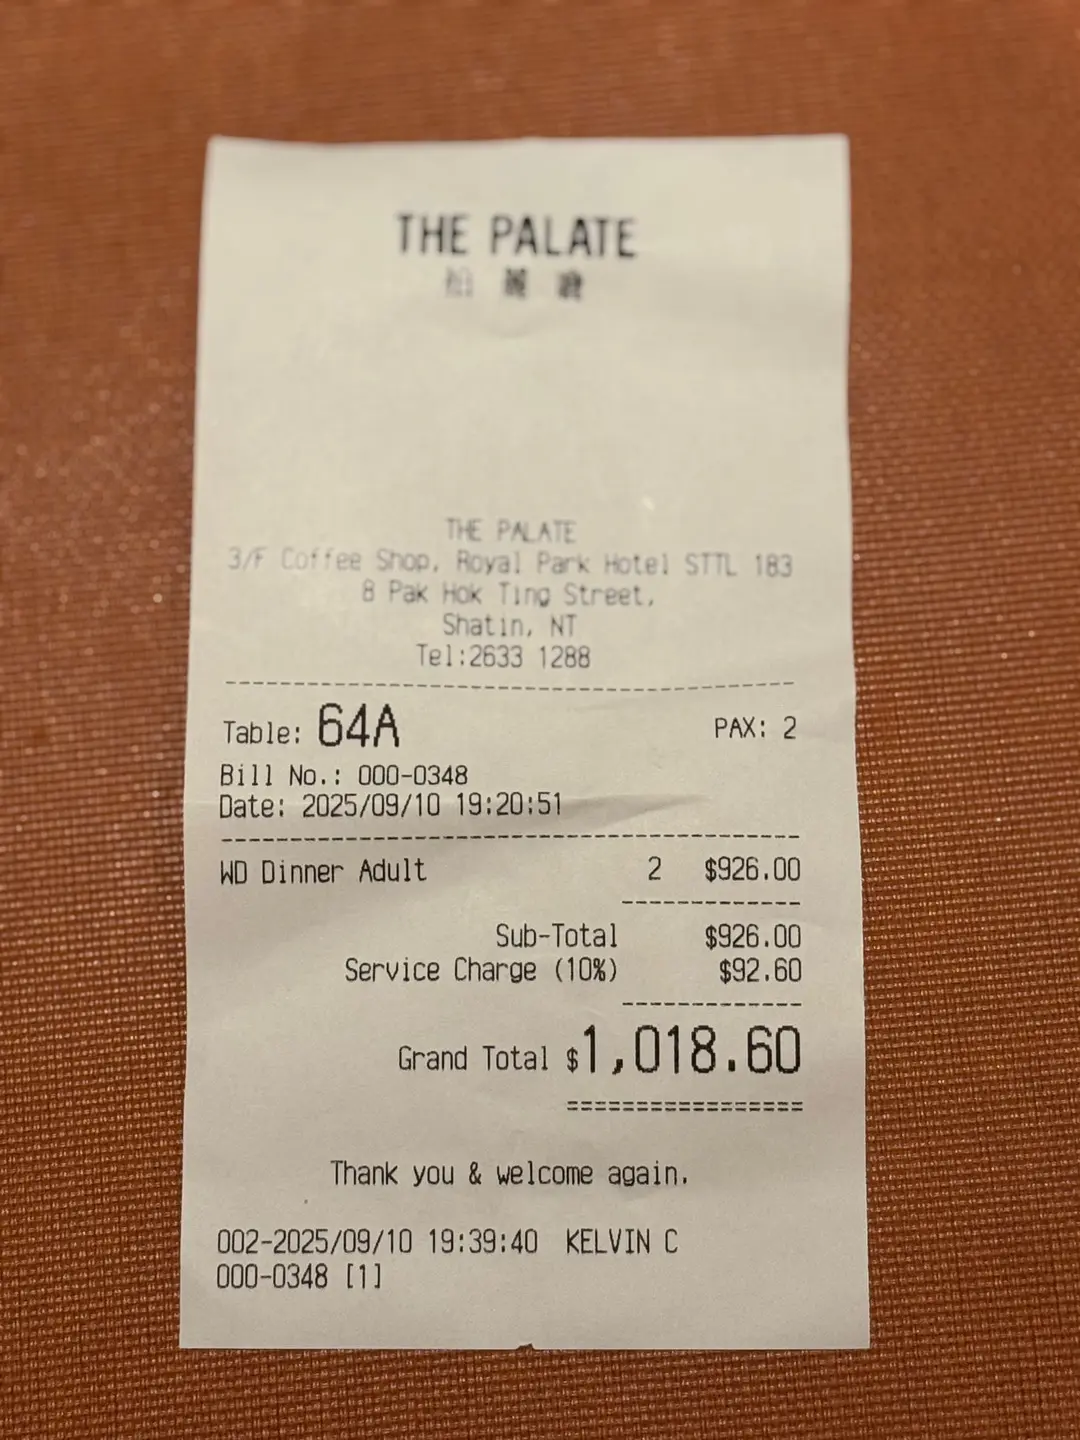 THE PALATE
柏 麗 廳
THE PALATE
3/F Coffee Shop, Royal Park Hotel STTL 183
8 Pak Hok Ting Street,
Shatin, NT
Tel:2633 1288
Table: 64A PAX: 2
Bill No.: 000-0348
Date: 2025/09/10 19:20:51
WD Dinner Adult 2 $926.00
Sub-Total $926.00
Service Charge (10%) $92.60
Grand Total $1,018.60
Thank you & welcome again.
002-2025/09/10 19:39:40 KELVIN C
000-0348 [1]